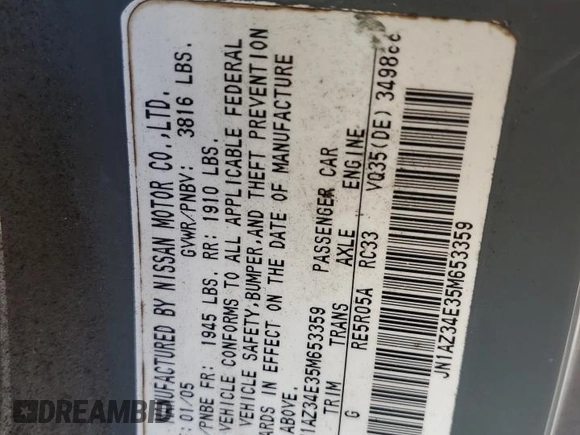 MANUFACTURED BY NISSAN MOTOR CO.,LTD.
: 01/05 GVWR/PNBV: 3816 LBS.
/PNBE FR: 1945 LBS. RR: 1910 LBS.
VEHICLE CONFORMS TO ALL APPLICABLE FEDERAL
VEHICLE SAFETY,BUMPER,AND THEFT PREVENTION
ARDS IN EFFECT ON THE DATE OF MANUFACTURE
ABOVE.
1AZ34E35M653359 PASSENGER CAR
TRIM TRANS AXLE ENGINE
G RE5R05A RC33 VQ35(DE) 3498cc
JN1AZ34E35M653359
DREAMBID